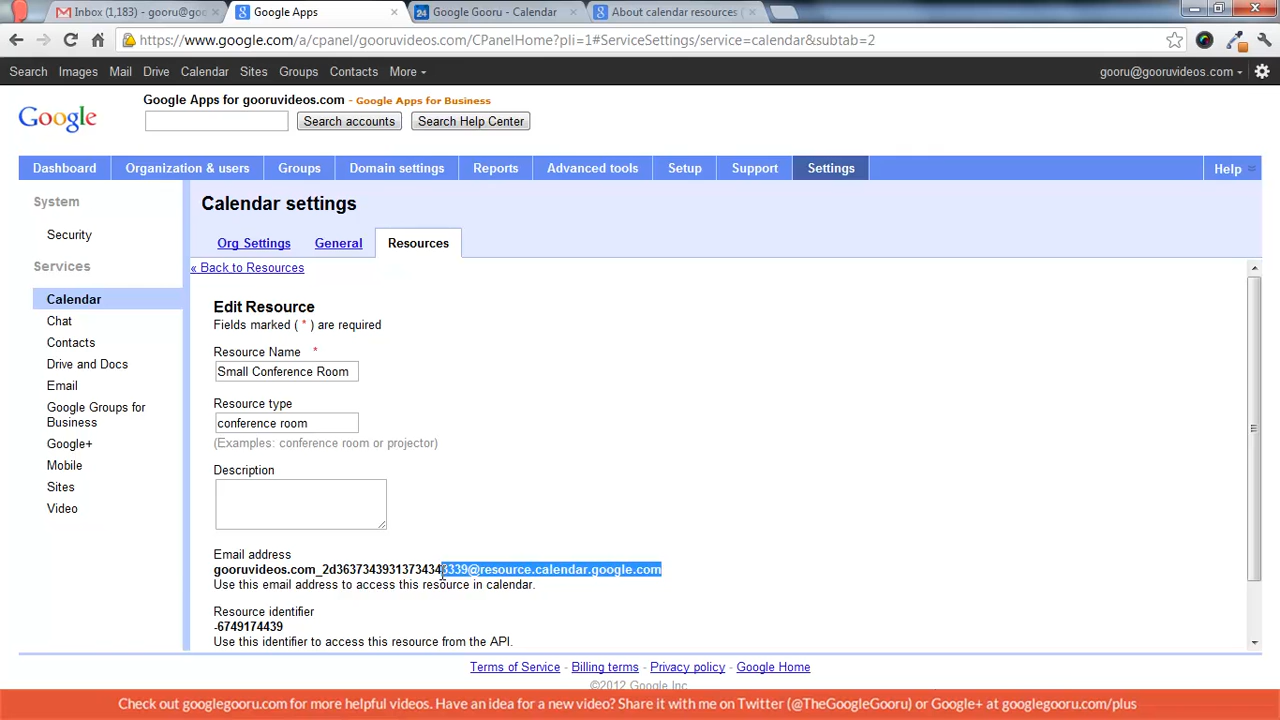 Inbox (1,183) - gooru@goo
Google Apps
24 Google Gooru - Calendar
About calendar resources (
https://www.google.com/a/cpanel/gooruvideos.com/CPanelHome?pli=1#ServiceSettings/service=calendar&subtab=2
Search Images Mail Drive Calendar Sites Groups Contacts More gooru@gooruvideos.com
Google
Google Apps for gooruvideos.com - Google Apps for Business
Search accounts Search Help Center
Dashboard Organization & users Groups Domain settings Reports Advanced tools Setup Support Settings Help
System
Security
Services
Calendar
Chat
Contacts
Drive and Docs
Email
Google Groups for
Business
Google+
Mobile
Sites
Video
Calendar settings
Org Settings General Resources
« Back to Resources
Edit Resource
Fields marked ( * ) are required
Resource Name *
Small Conference Room
Resource type
conference room
(Examples: conference room or projector)
Description
Email address
gooruvideos.com_2d36373439313734343339@resource.calendar.google.com
Use this email address to access this resource in calendar.
Resource identifier
-6749174439
Use this identifier to access this resource from the API.
Terms of Service - Billing terms - Privacy policy - Google Home
©2012 Google Inc.
Check out googlegooru.com for more helpful videos. Have an idea for a new video? Share it with me on Twitter (@TheGoogleGooru) or Google+ at googlegooru.com/plus